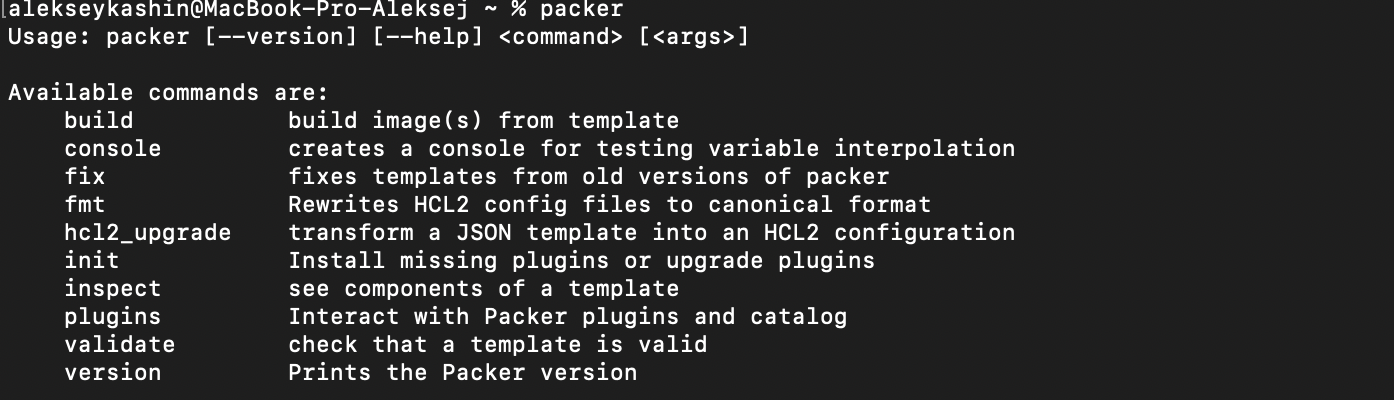 [alekseykashin@MacBook-Pro-Aleksej ~ % packer
Usage: packer [--version] [--help] <command> [<args>]
Available commands are:
build build image(s) from template
console creates a console for testing variable interpolation
fix fixes templates from old versions of packer
fmt Rewrites HCL2 config files to canonical format
hcl2_upgrade transform a JSON template into an HCL2 configuration
init Install missing plugins or upgrade plugins
inspect see components of a template
plugins Interact with Packer plugins and catalog
validate check that a template is valid
version Prints the Packer version